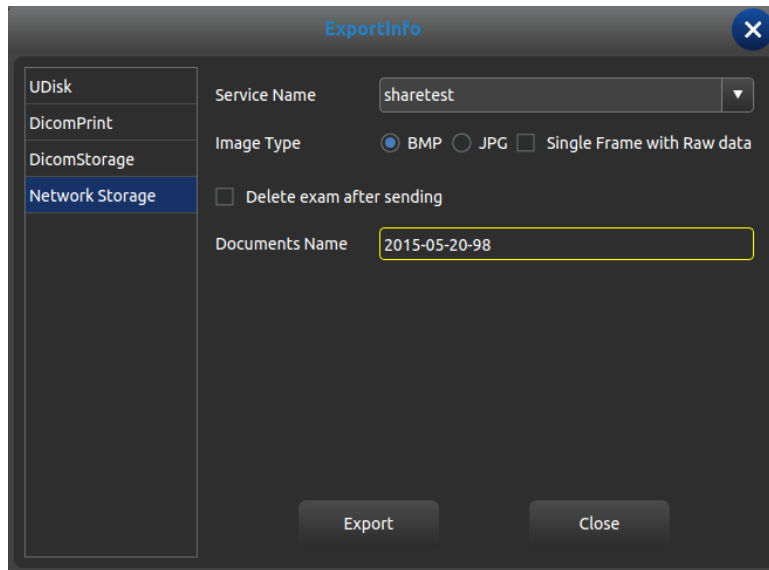 ExportInfo
UDisk
DicomPrint
DicomStorage
Network Storage
Service Name sharetest
Image Type BMP JPG Single Frame with Raw data
Delete exam after sending
Documents Name 2015-05-20-98
Export Close